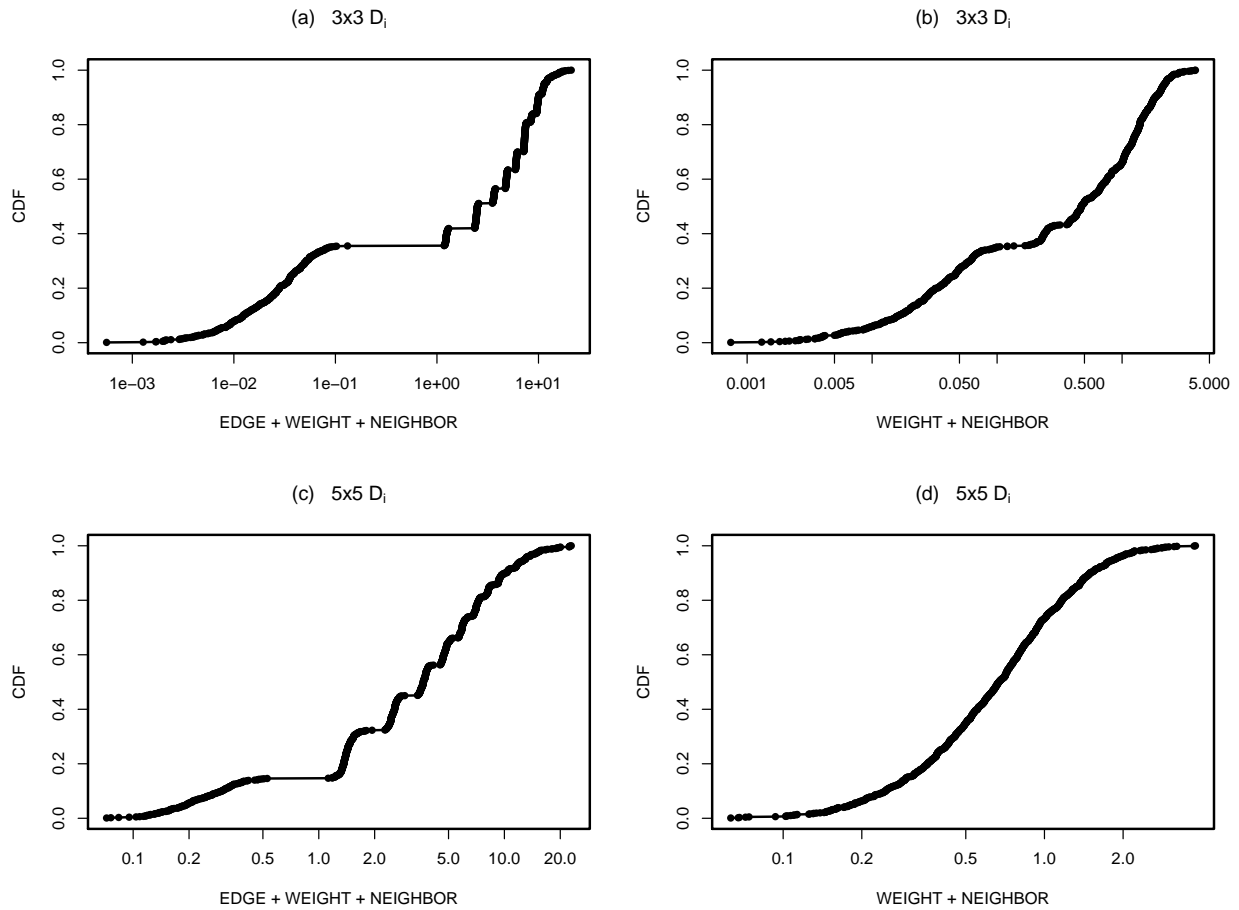 (a) 3x3 Di
CDF
0.0 0.2 0.4 0.6 0.8 1.0
1e−03 1e−02 1e−01 1e+00 1e+01
EDGE + WEIGHT + NEIGHBOR
(b) 3x3 Di
CDF
0.0 0.2 0.4 0.6 0.8 1.0
0.001 0.005 0.050 0.500 5.000
WEIGHT + NEIGHBOR
(c) 5x5 Di
CDF
0.0 0.2 0.4 0.6 0.8 1.0
0.1 0.2 0.5 1.0 2.0 5.0 10.0 20.0
EDGE + WEIGHT + NEIGHBOR
(d) 5x5 Di
CDF
0.0 0.2 0.4 0.6 0.8 1.0
0.1 0.2 0.5 1.0 2.0
WEIGHT + NEIGHBOR